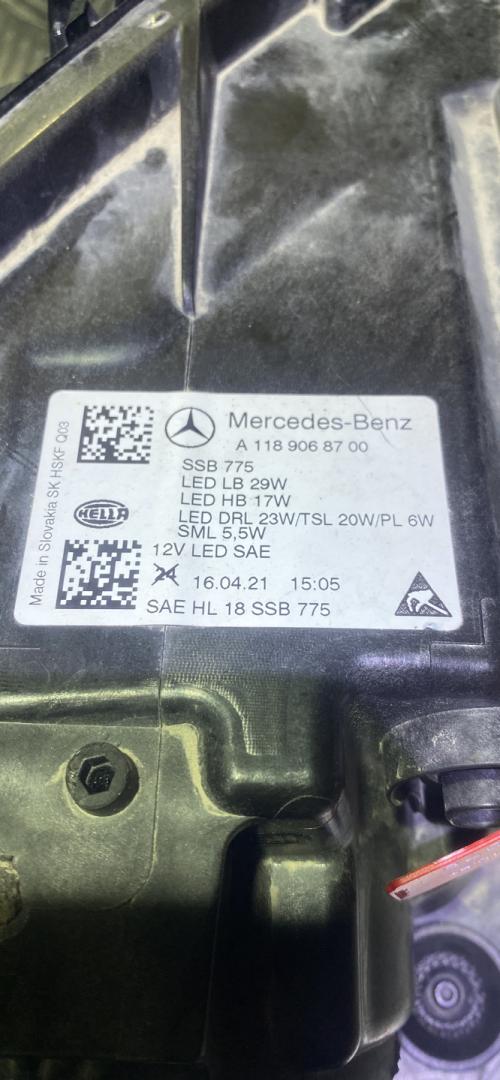 Mercedes-Benz
A 118 906 87 00
SSB 775
LED LB 29W
LED HB 17W
LED DRL 23W/TSL 20W/PL 6W
SML 5,5W
12V LED SAE
16.04.21 15:05
SAE HL 18 SSB 775
HELLA
Made in Slovakia SK HSKF Q03